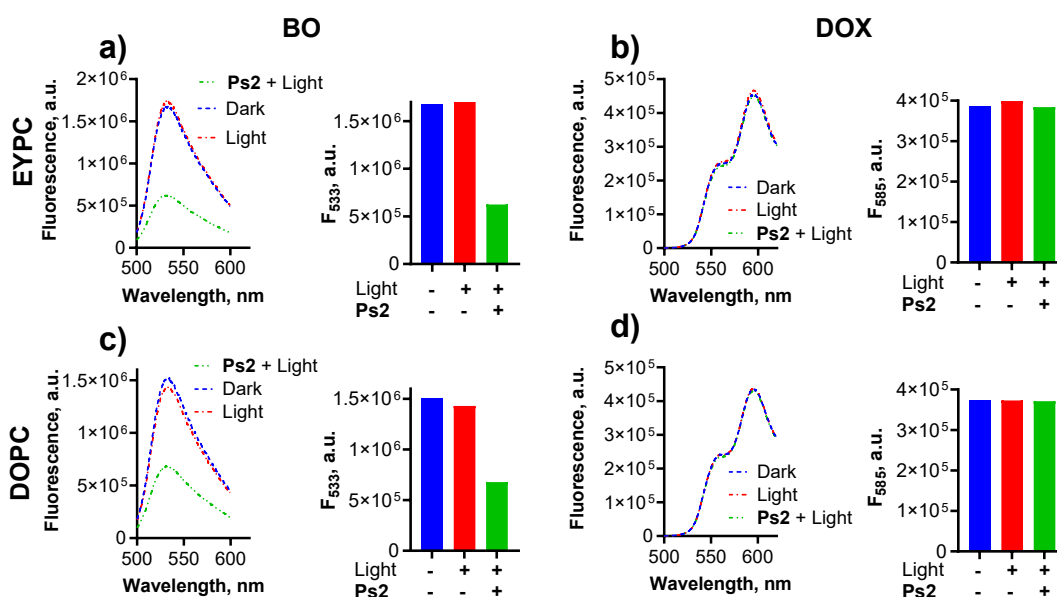 BO
DOX
EYPC
DOPC
a)
Fluorescence, a.u.
2×10⁶
1.5×10⁶
1×10⁶
5×10⁵
0
500 550 600
Wavelength, nm
Ps2 + Light
Dark
Light
F533, a.u.
1.5×10⁶
1×10⁶
5×10⁵
0
Light - + +
Ps2 - - +
b)
Fluorescence, a.u.
5×10⁵
4×10⁵
3×10⁵
2×10⁵
1×10⁵
0
500 550 600
Wavelength, nm
Dark
Light
Ps2 + Light
F585, a.u.
4×10⁵
3×10⁵
2×10⁵
1×10⁵
0
Light - + +
Ps2 - - +
c)
Fluorescence, a.u.
1.5×10⁶
1×10⁶
5×10⁵
0
500 550 600
Wavelength, nm
Ps2 + Light
Dark
Light
F533, a.u.
1.5×10⁶
1×10⁶
5×10⁵
0
Light - + +
Ps2 - - +
d)
Fluorescence, a.u.
5×10⁵
4×10⁵
3×10⁵
2×10⁵
1×10⁵
0
500 550 600
Wavelength, nm
Dark
Light
Ps2 + Light
F585, a.u.
4×10⁵
2×10⁵
0
Light - + +
Ps2 - - +